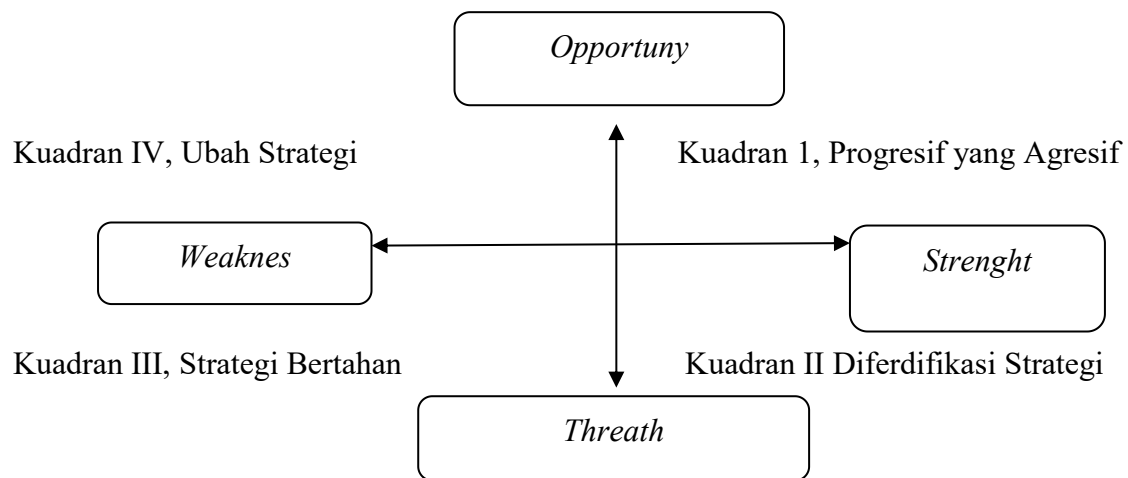 Opportuny
Kuadran IV, Ubah Strategi
Kuadran 1, Progresif yang Agresif
Weaknes
Strenght
Kuadran III, Strategi Bertahan
Kuadran II Diferdifikasi Strategi
Threath